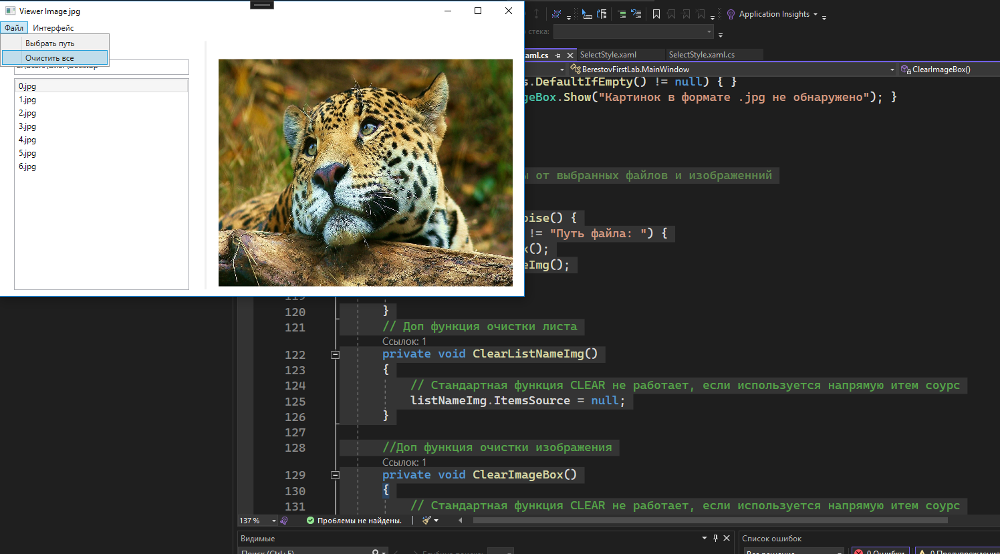 Viewer Image jpg
Файл Интерфейс
Выбрать путь
Очистить все
0.jpg
1.jpg
2.jpg
3.jpg
4.jpg
5.jpg
6.jpg
Application Insights
стека:
aml.cs SelectStyle.xaml SelectStyle.xaml.cs
BerestovFirstLab.MainWindow ClearImageBox()
s.DefaultIfEmpty() != null) { }
geBox.Show("Картинок в формате .jpg не обнаружено"); }
ы от выбранных файлов и изображенний
oise() {
!= "Путь файла: ") {
x();
eImg();
119
120 }
121 // Доп функция очистки листа
Ссылок: 1
122 private void ClearListNameImg()
123 {
124 // Стандартная функция CLEAR не работает, если используется напрямую итем соурс
125 listNameImg.ItemsSource = null;
126 }
127
128 //Доп функция очистки изображения
Ссылок: 1
129 private void ClearImageBox()
130 {
131 // Стандартная функция CLEAR не работает, если используется напрямую итем соурс
137 % Проблемы не найдены.
Видимые
Список ошибок
Поиск (Ctrl+E)